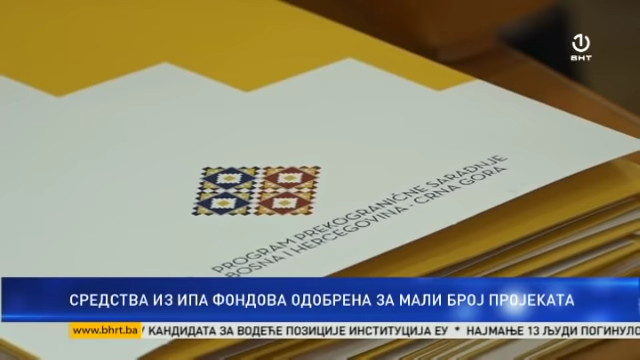 BHT
PROGRAM PREKOGRANIČNE SARADNJE
BOSNA I HERCEGOVINA - CRNA GORA
СРЕДСТВА ИЗ ИПА ФОНДОВА ОДОБРЕНА ЗА МАЛИ БРОЈ ПРОЈЕКАТА
www.bhrt.ba КАНДИДАТА ЗА ВОДЕЋЕ ПОЗИЦИЈЕ ИНСТИТУЦИЈА ЕУ * НАЈМАЊЕ 13 ЉУДИ ПОГИНУЛО